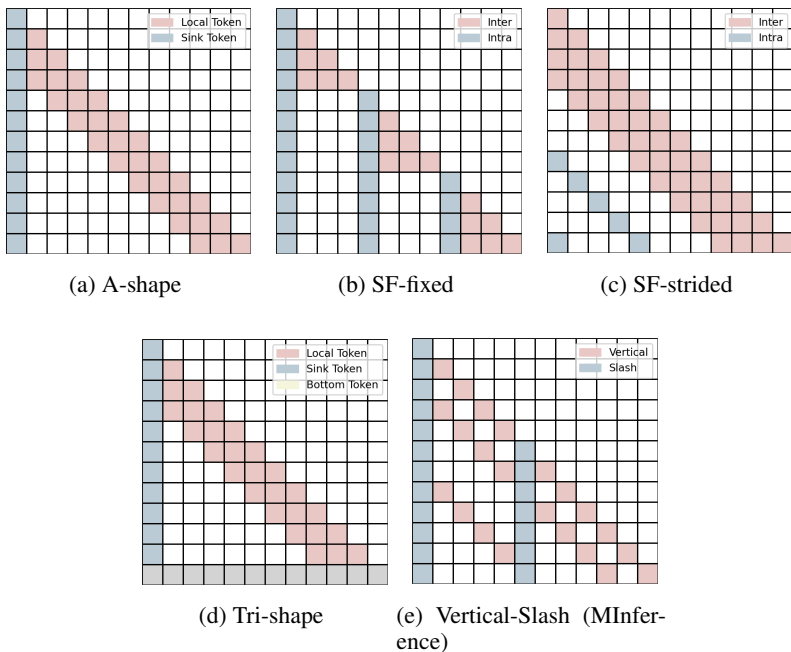 Local Token
Sink Token
Inter
Intra
Inter
Intra
(a) A-shape
(b) SF-fixed
(c) SF-strided
Local Token
Sink Token
Bottom Token
Vertical
Slash
(d) Tri-shape
(e) Vertical-Slash (MInfer-
ence)